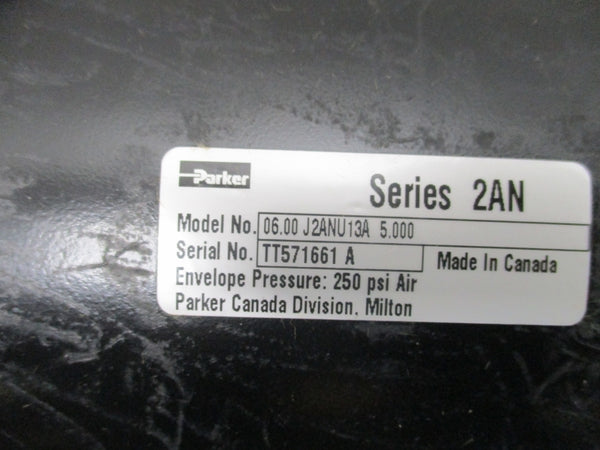 Parker
Series 2AN
Model No. 06.00 J2ANU13A 5.000
Serial No. TT571661 A
Made In Canada
Envelope Pressure: 250 psi Air
Parker Canada Division, Milton